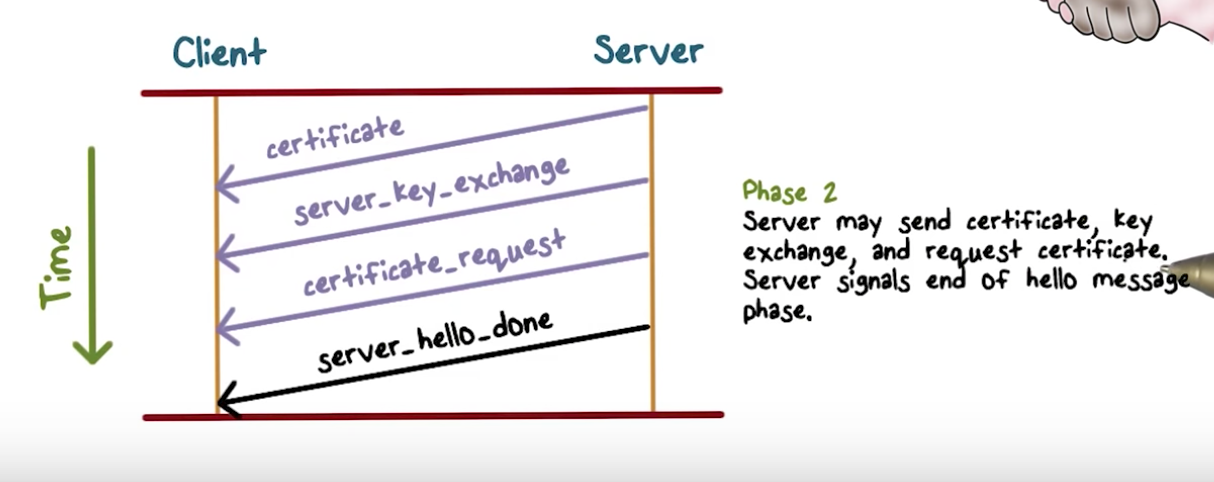 Client
Server
certificate
server_key_exchange
certificate_request
server_hello_done
Time
Phase 2
Server may send certificate, key
exchange, and request certificate.
Server signals end of hello message
phase.